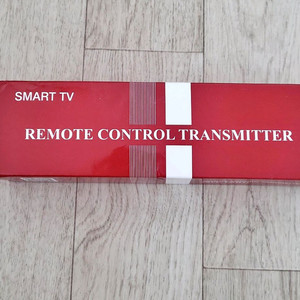 SMART TV
REMOTE CONTROL TRANSMITTER